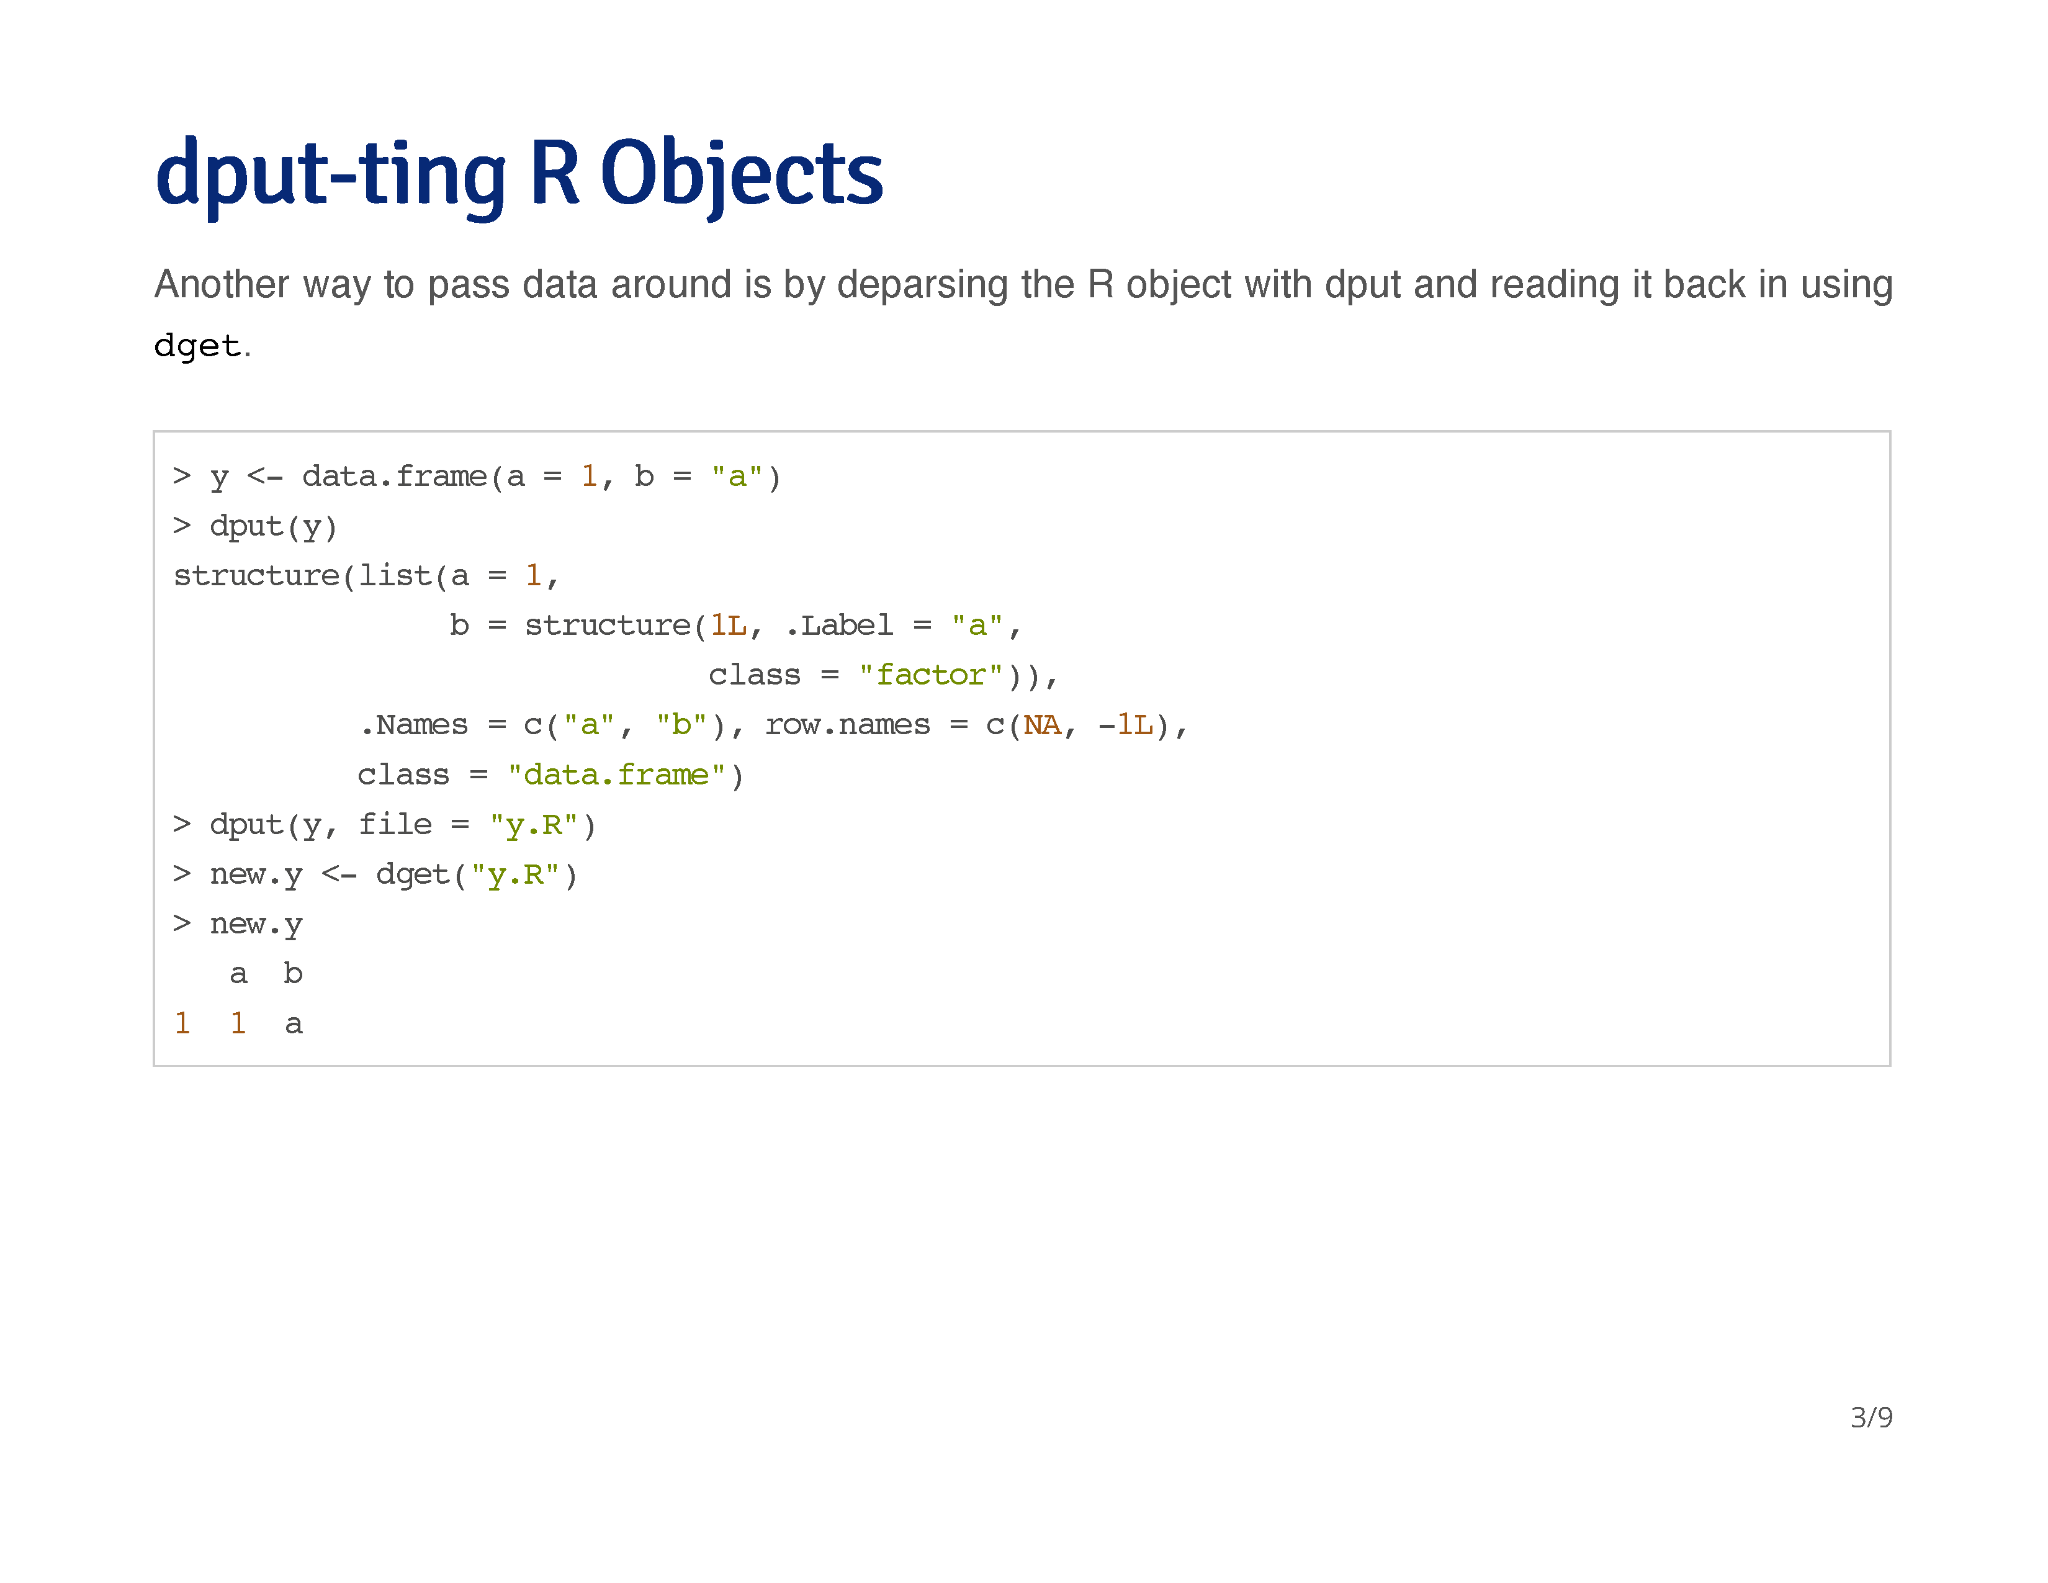 dput-ting R Objects
Another way to pass data around is by deparsing the R object with dput and reading it back in using
dget.
> y <- data.frame(a = 1, b = "a")
> dput(y)
structure(list(a = 1,
               b = structure(1L, .Label = "a",
                             class = "factor")),
          .Names = c("a", "b"), row.names = c(NA, -1L),
          class = "data.frame")
> dput(y, file = "y.R")
> new.y <- dget("y.R")
> new.y
   a  b
1  1  a
3/9